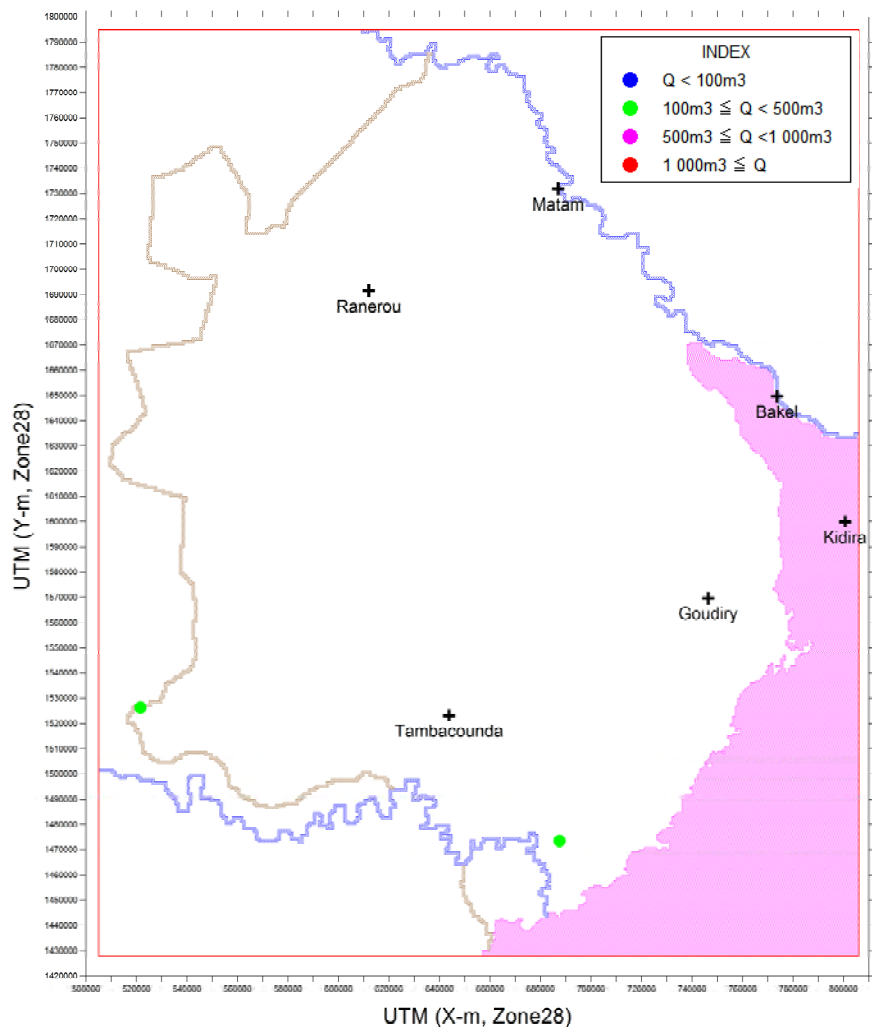 INDEX
Q < 100m3
100m3 ≦ Q < 500m3
500m3 ≦ Q <1 000m3
1 000m3 ≦ Q
1800000
1790000
1780000
1770000
1760000
1750000
1740000
1730000
1720000
1710000
1700000
1690000
1680000
1670000
1660000
1650000
1640000
1630000
1620000
1610000
1600000
1590000
1580000
1570000
1560000
1550000
1540000
1530000
1520000
1510000
1500000
1490000
1480000
1470000
1460000
1450000
1440000
1430000
1420000
UTM (Y-m, Zone28)
Matam
Ranerou
Bakel
Kidira
Goudiry
Tambacounda
500000 520000 540000 560000 580000 600000 620000 640000 660000 680000 700000 720000 740000 760000 780000 800000
UTM (X-m, Zone28)